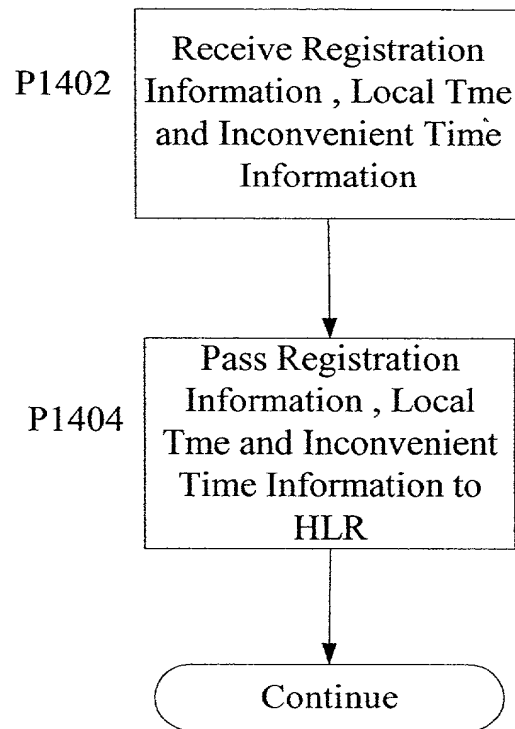 P1402
Receive Registration
Information , Local Tme
and Inconvenient Time
Information
P1404
Pass Registration
Information , Local
Tme and Inconvenient
Time Information to
HLR
Continue